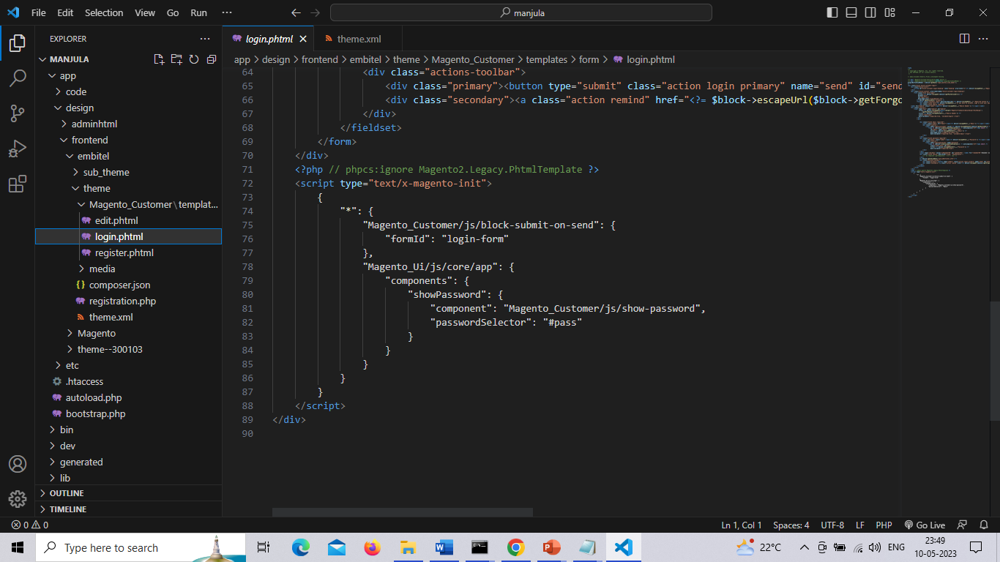 File Edit Selection View Go Run ··· manjula
EXPLORER ···
MANJULA
app
code
design
adminhtml
frontend
embitel
sub_theme
theme
Magento_Customer\templat...
edit.phtml
login.phtml
register.phtml
media
composer.json
registration.php
theme.xml
Magento
theme--300103
etc
.htaccess
autoload.php
bootstrap.php
bin
dev
generated
lib
OUTLINE
TIMELINE
login.phtml theme.xml
app > design > frontend > embitel > theme > Magento_Customer > templates > form > login.phtml
64 <div class="actions-toolbar">
65 <div class="primary"><button type="submit" class="action login primary" name="send" id="send
66 <div class="secondary"><a class="action remind" href="<?= $block->escapeUrl($block->getForgo
67 </div>
68 </fieldset>
69 </form>
70 </div>
71 <?php // phpcs:ignore Magento2.Legacy.PhtmlTemplate ?>
72 <script type="text/x-magento-init">
73 {
74 "*": {
75 "Magento_Customer/js/block-submit-on-send": {
76 "formId": "login-form"
77 },
78 "Magento_Ui/js/core/app": {
79 "components": {
80 "showPassword": {
81 "component": "Magento_Customer/js/show-password",
82 "passwordSelector": "#pass"
83 }
84 }
85 }
86 }
87 }
88 </script>
89 </div>
90
0 0 Ln 1, Col 1 Spaces: 4 UTF-8 LF PHP Go Live
Type here to search 22°C ENG 23:49
10-05-2023